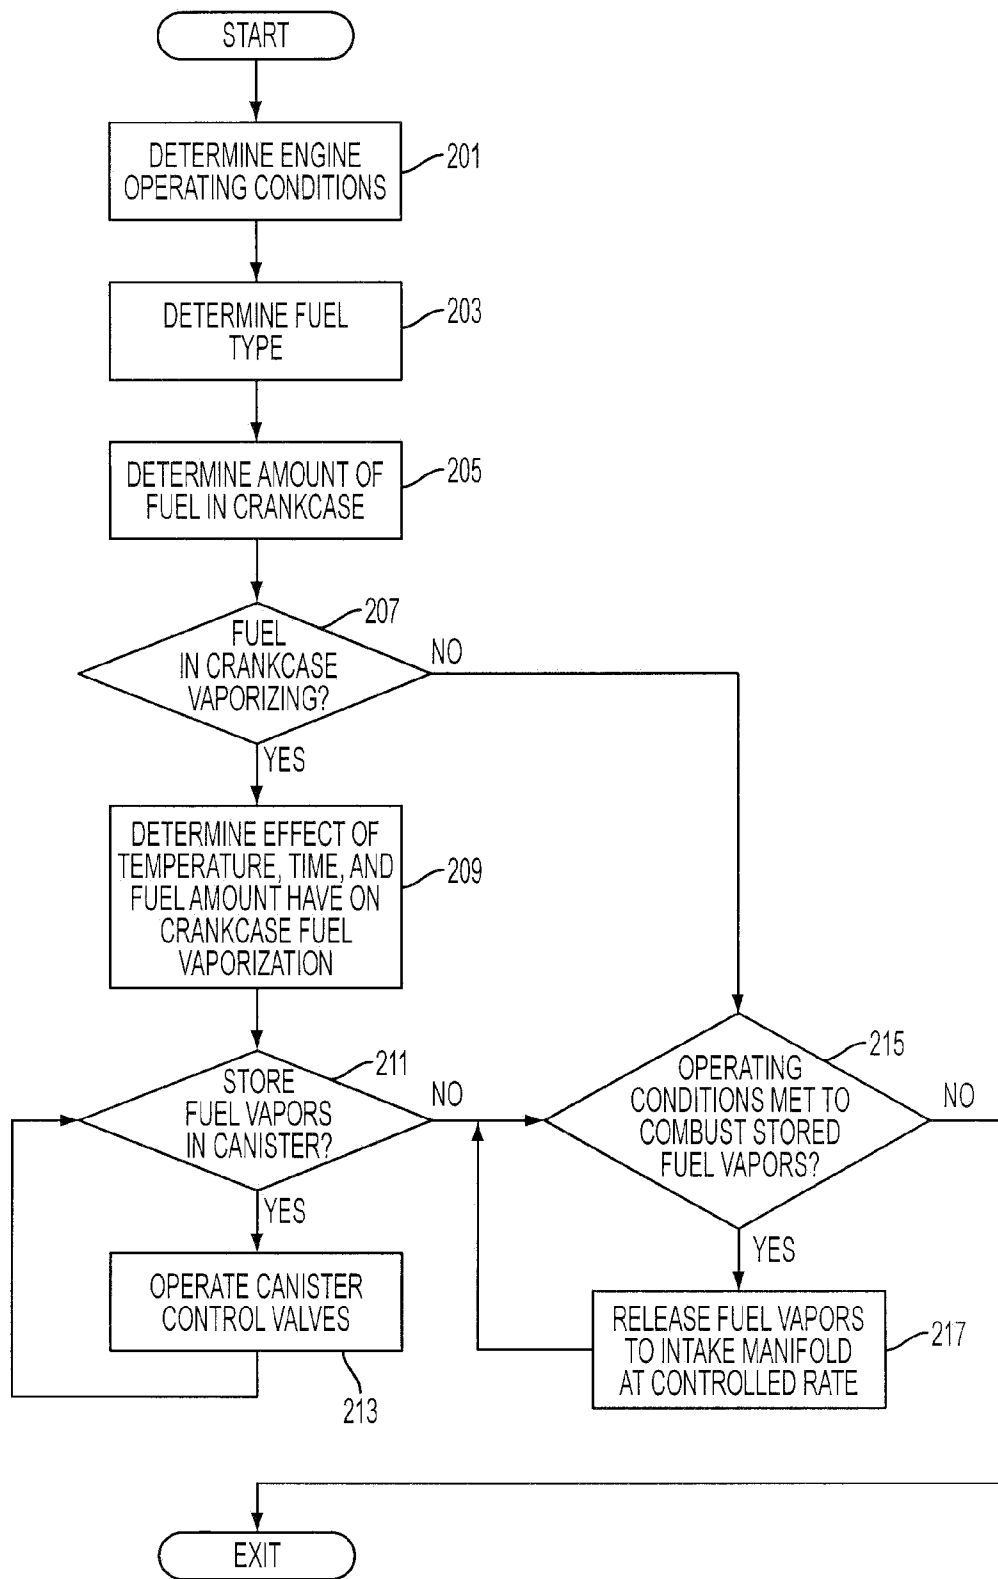 START
DETERMINE ENGINE
OPERATING CONDITIONS
201
DETERMINE FUEL
TYPE
203
DETERMINE AMOUNT OF
FUEL IN CRANKCASE
205
207
FUEL
IN CRANKCASE
VAPORIZING?
NO
YES
DETERMINE EFFECT OF
TEMPERATURE, TIME, AND
FUEL AMOUNT HAVE ON
CRANKCASE FUEL
VAPORIZATION
209
211
STORE
FUEL VAPORS
IN CANISTER?
NO
YES
OPERATE CANISTER
CONTROL VALVES
213
215
OPERATING
CONDITIONS MET TO
COMBUST STORED
FUEL VAPORS?
NO
YES
RELEASE FUEL VAPORS
TO INTAKE MANIFOLD
AT CONTROLLED RATE
217
EXIT